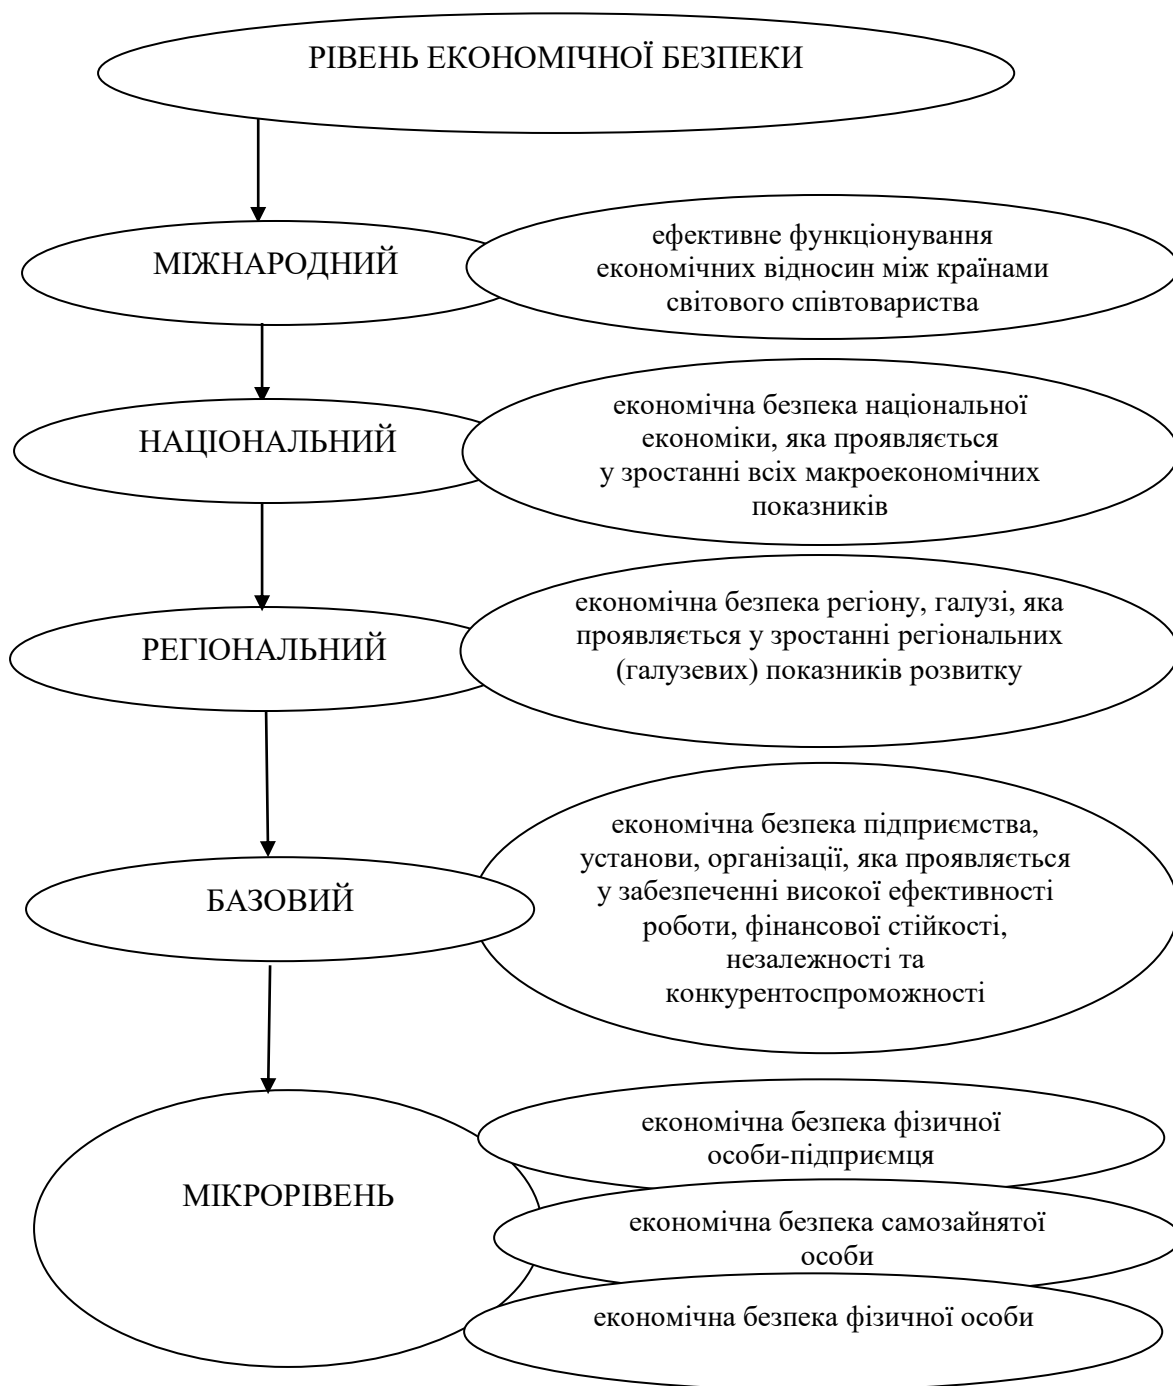 РІВЕНЬ ЕКОНОМІЧНОЇ БЕЗПЕКИ
МІЖНАРОДНИЙ
ефективне функціонування
економічних відносин між країнами
світового співтовариства
НАЦІОНАЛЬНИЙ
економічна безпека національної
економіки, яка проявляється
у зростанні всіх макроекономічних
показників
РЕГІОНАЛЬНИЙ
економічна безпека регіону, галузі, яка
проявляється у зростанні регіональних
(галузевих) показників розвитку
БАЗОВИЙ
економічна безпека підприємства,
установи, організації, яка проявляється
у забезпеченні високої ефективності
роботи, фінансової стійкості,
незалежності та
конкурентоспроможності
МІКРОРІВЕНЬ
економічна безпека фізичної
особи-підприємця
економічна безпека самозайнятої
особи
економічна безпека фізичної особи